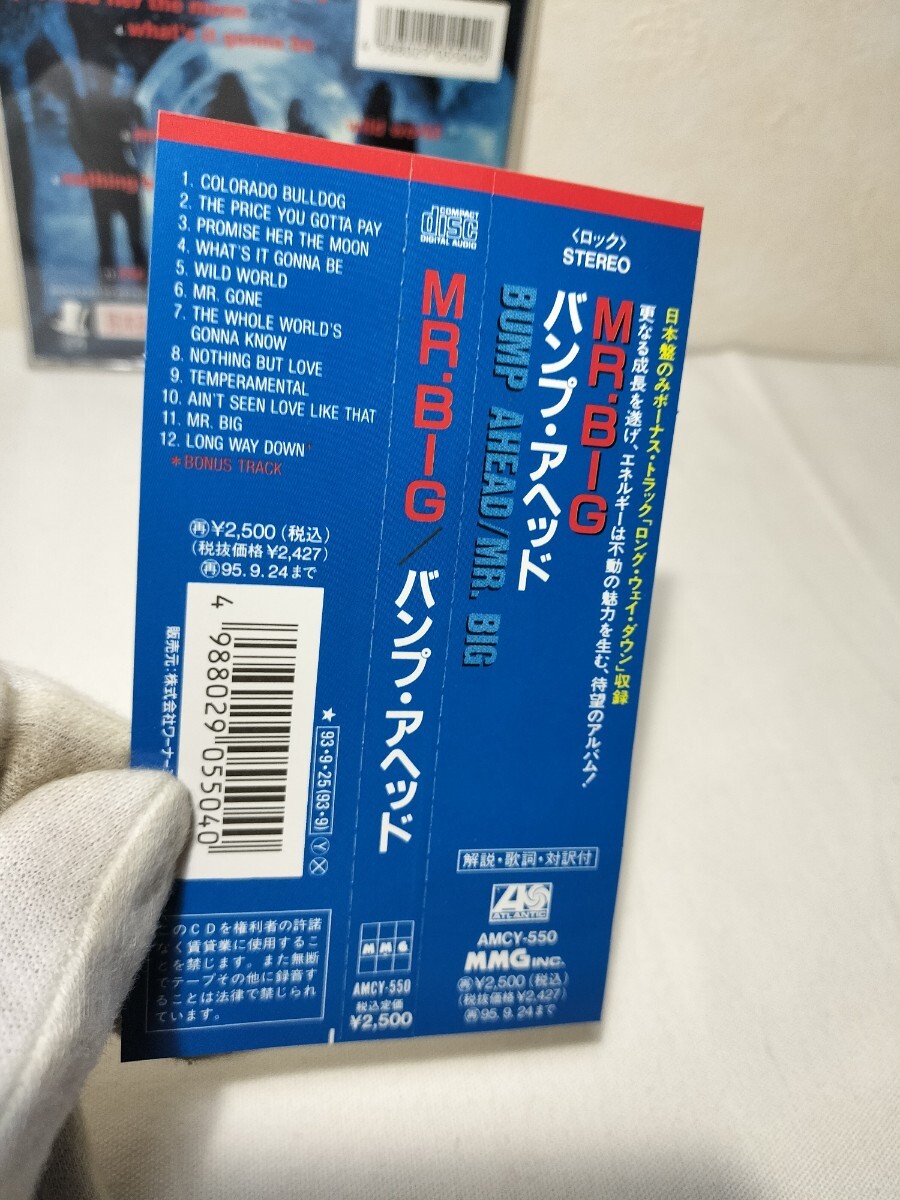 what's it gonna be
wild world
1. COLORADO BULLDOG
2. THE PRICE YOU GOTTA PAY
3. PROMISE HER THE MOON
4. WHAT'S IT GONNA BE
5. WILD WORLD
6. MR. GONE
7. THE WHOLE WORLD'S
GONNA KNOW
8. NOTHING BUT LOVE
9. TEMPERAMENTAL
10. AIN'T SEEN LOVE LIKE THAT
11. MR. BIG
12. LONG WAY DOWN*
*BONUS TRACK
再¥2,500(税込)
(税抜価格¥2,427)
再95.9.24まで
4 988029 055040
販売元:株式会社ワーナー
★93・9・25(93・9)Ⓨ
このCDを権利者の許諾
なく賃貸業に使用するこ
とを禁じます。また無断
でテープその他に録音す
ることは法律で禁じられ
ています。
COMPACT
disc
DIGITAL AUDIO
MR.BIG/バンプ・アヘッド
MMG
AMCY-550
税込定価
¥2,500
〈ロック〉
STEREO
日本盤のみボーナス・トラック「ロング・ウェイ・ダウン」収録
更なる成長を遂げ、エネルギーは不動の魅力を生む、待望のアルバム!
MR.BIG
バンプ・アヘッド
BUMP AHEAD/MR. BIG
解説・歌詞・対訳付
ATLANTIC
AMCY-550
MMG INC.
再¥2,500(税込)
(税抜価格¥2,427)
再95.9.24まで